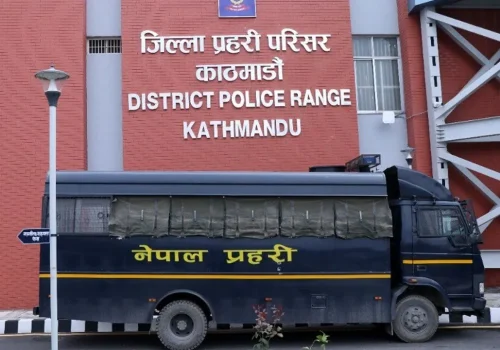 जिल्ला प्रहरी परिसर
काठमाडौं
DISTRICT POLICE RANGE
KATHMANDU
नेपाल प्रहरी